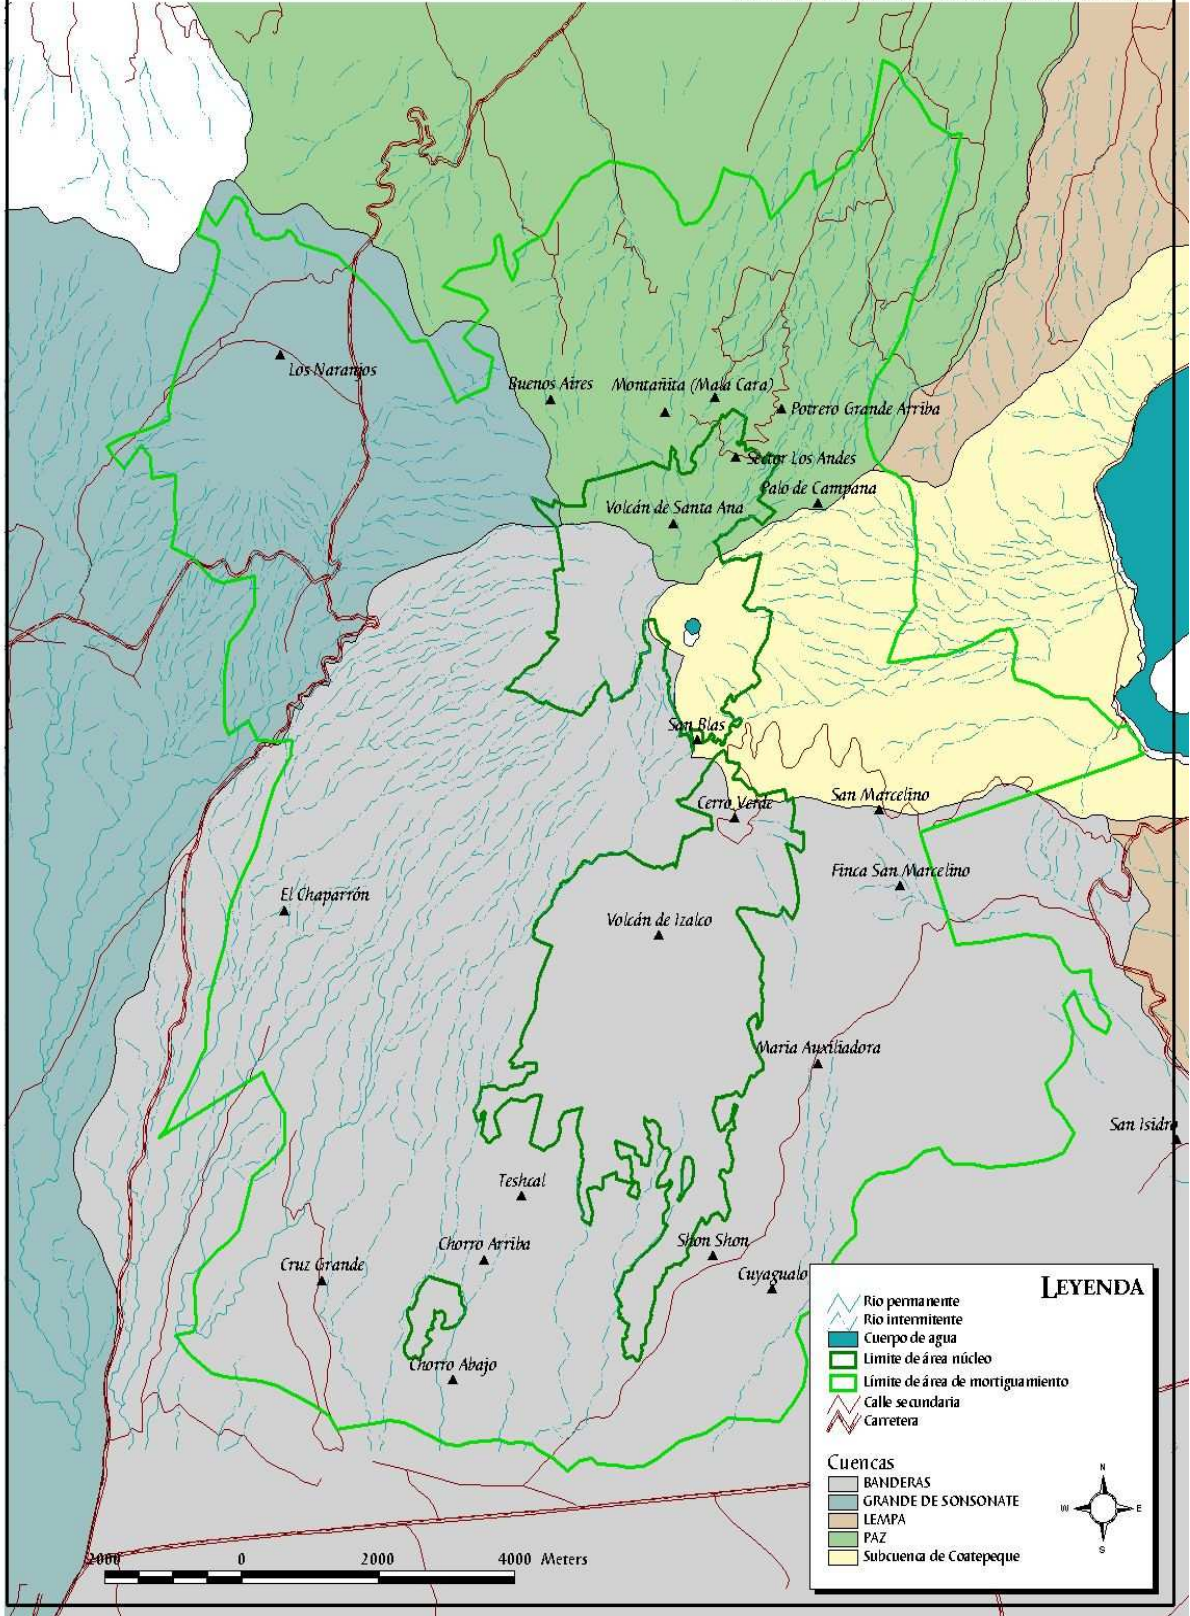 Los Naranjos
Buenos Aires
Montañita (Mala Cara)
Potrero Grande Arriba
Sector Los Andes
Palo de Campana
Volcán de Santa Ana
San Blas
Cerro Verde
San Marcelino
Finca San Marcelino
El Chaparrón
Volcán de Izalco
Maria Auxiliadora
San Isidro
Teshcal
Chorro Arriba
Shon Shon
Cruz Grande
Cuyagualo
Chorro Abajo
LEYENDA
Rio permanente
Rio intermitente
Cuerpo de agua
Limite de área núcleo
Límite de área de mortiguamiento
Calle secundaria
Carretera
Cuencas
BANDERAS
GRANDE DE SONSONATE
LEMPA
PAZ
Subcuenca de Coatepeque
N
W E
S
2000 0 2000 4000 Meters